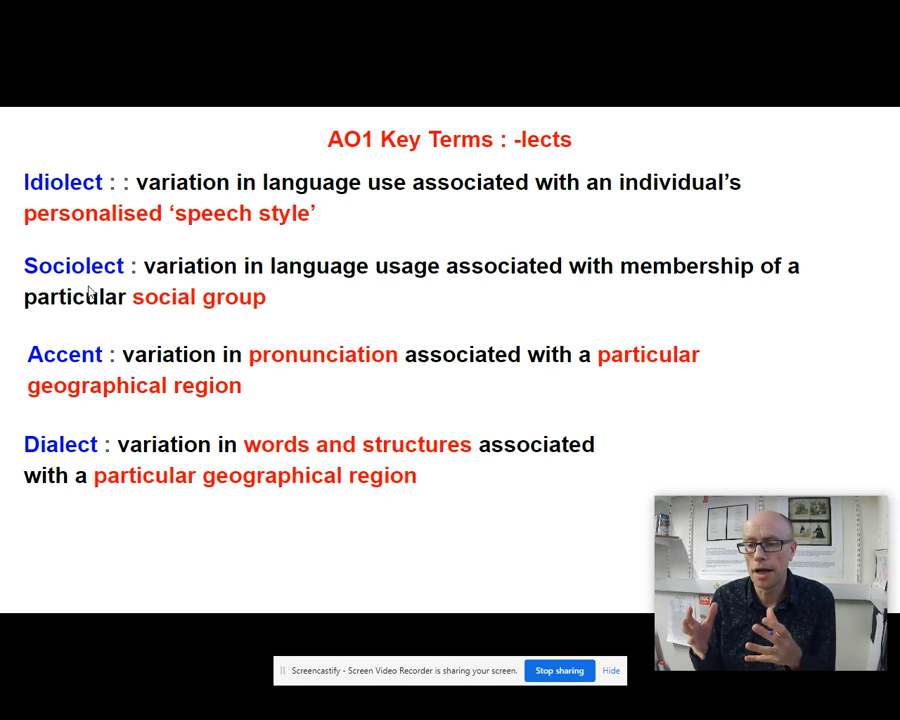 AO1 Key Terms : -lects
Idiolect : : variation in language use associated with an individual’s
personalised ‘speech style’
Sociolect : variation in language usage associated with membership of a
particular social group
Accent : variation in pronunciation associated with a particular
geographical region
Dialect : variation in words and structures associated
with a particular geographical region
Screencastify - Screen Video Recorder is sharing your screen.
Stop sharing
Hide